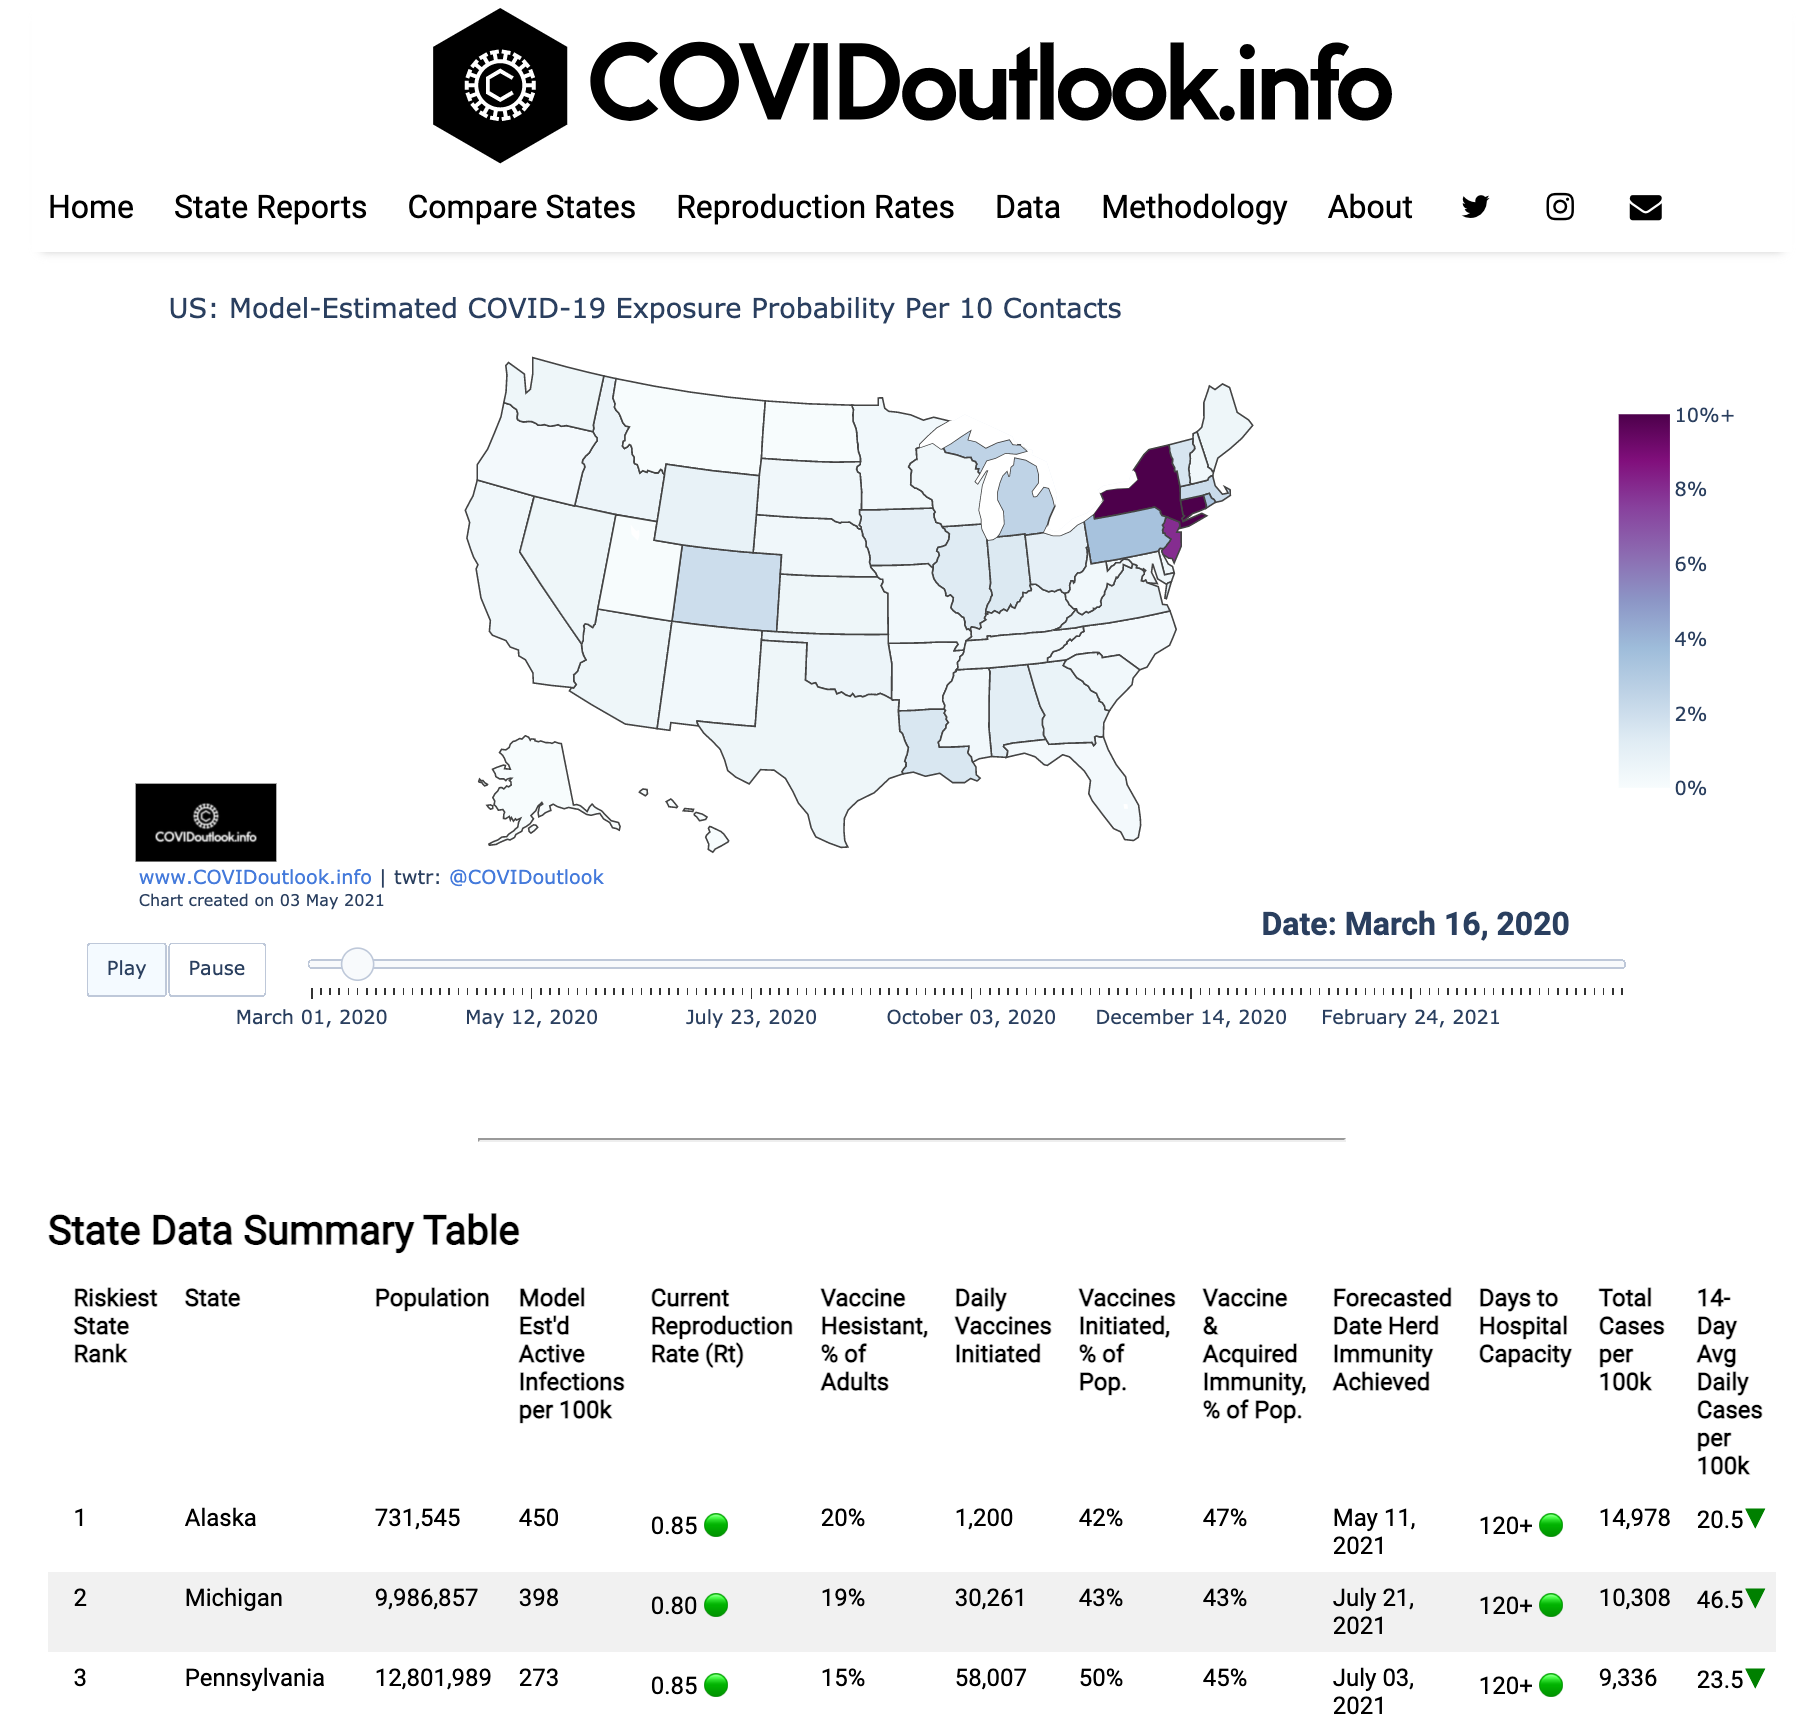 COVIDoutlook.info
Home State Reports Compare States Reproduction Rates Data Methodology About
US: Model-Estimated COVID-19 Exposure Probability Per 10 Contacts
10%+
8%
6%
4%
2%
0%
COVIDoutlook.info
www.COVIDoutlook.info | twtr: @COVIDoutlook
Chart created on 03 May 2021
Date: March 16, 2020
Play Pause
March 01, 2020 May 12, 2020 July 23, 2020 October 03, 2020 December 14, 2020 February 24, 2021
State Data Summary Table
Riskiest State Model Current Vaccine Daily Vaccines Vaccine Forecasted Days to Total 14-
State Population Est'd Reproduction Hesistant, Vaccines Initiated, & Date Herd Hospital Cases Day
Rank Active Rate (Rt) % of Initiated % of Acquired Immunity Capacity per Avg
Infections Adults Pop. Immunity, Achieved 100k Daily
per 100k % of Pop. Cases
per
100k
1 Alaska 731,545 450 0.85 20% 1,200 42% 47% May 11, 120+ 14,978 20.5
2021
2 Michigan 9,986,857 398 0.80 19% 30,261 43% 43% July 21, 120+ 10,308 46.5
2021
3 Pennsylvania 12,801,989 273 0.85 15% 58,007 50% 45% July 03, 120+ 9,336 23.5
2021